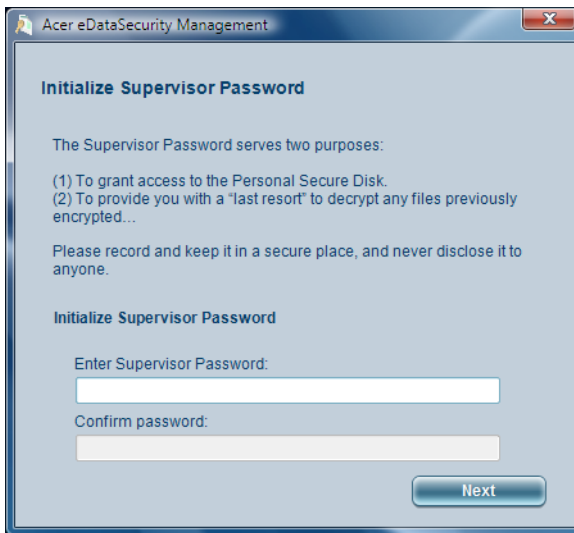 Acer eDataSecurity Management
Initialize Supervisor Password
The Supervisor Password serves two purposes:
(1) To grant access to the Personal Secure Disk.
(2) To provide you with a “last resort” to decrypt any files previously
encrypted...
Please record and keep it in a secure place, and never disclose it to
anyone.
Initialize Supervisor Password
Enter Supervisor Password:
Confirm password:
Next